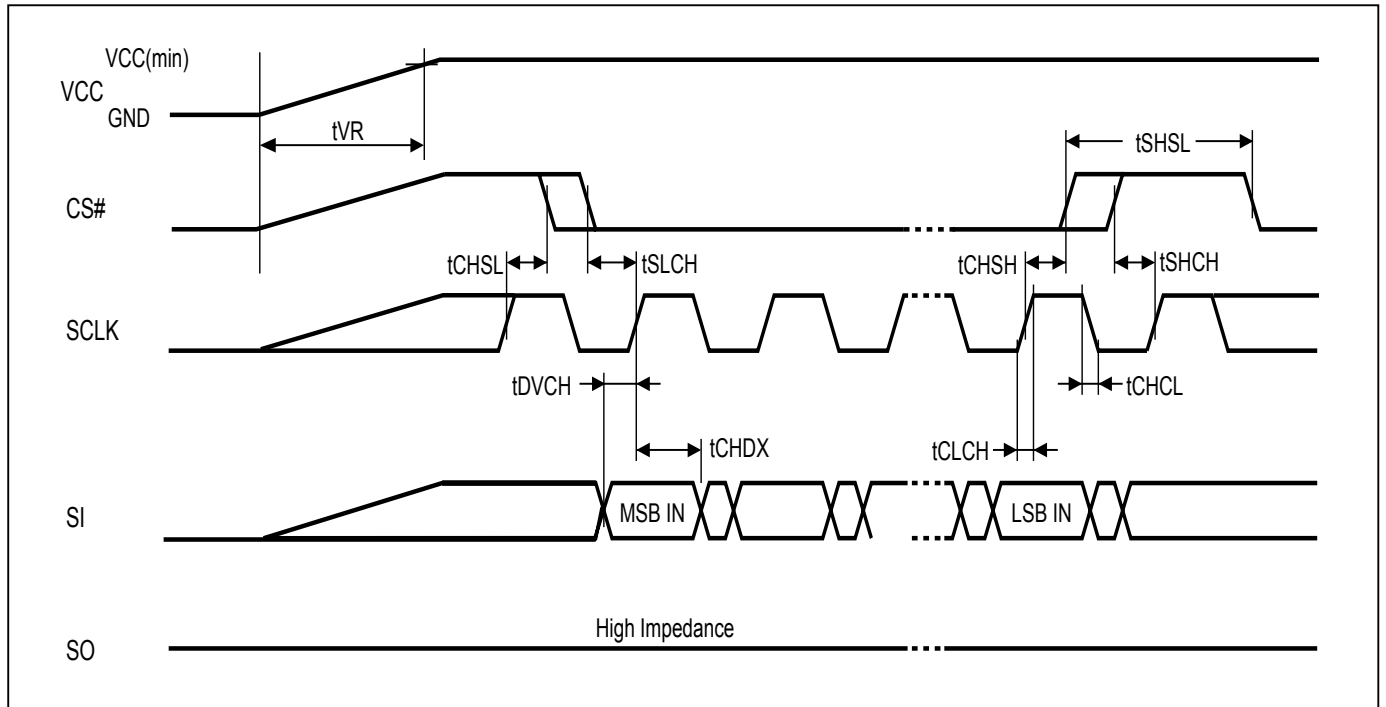 VCC(min)
VCC
GND
tVR
tSHSL
CS#
tCHSL
tSLCH
tCHSH
tSHCH
SCLK
tDVCH
tCHCL
tCHDX
tCLCH
SI
MSB IN
LSB IN
High Impedance
SO